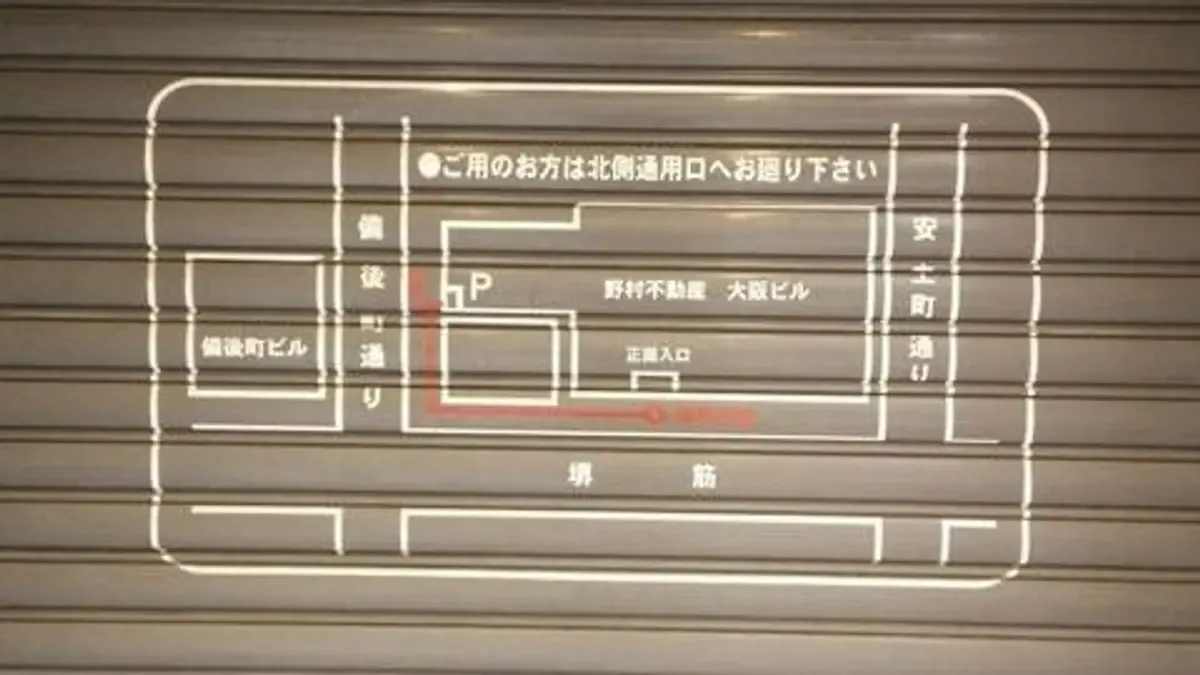 ●ご用のお方は北側通用口へお廻り下さい
備後町通り
安土町通り
P
野村不動産 大阪ビル
備後町ビル
正面入口
堺筋